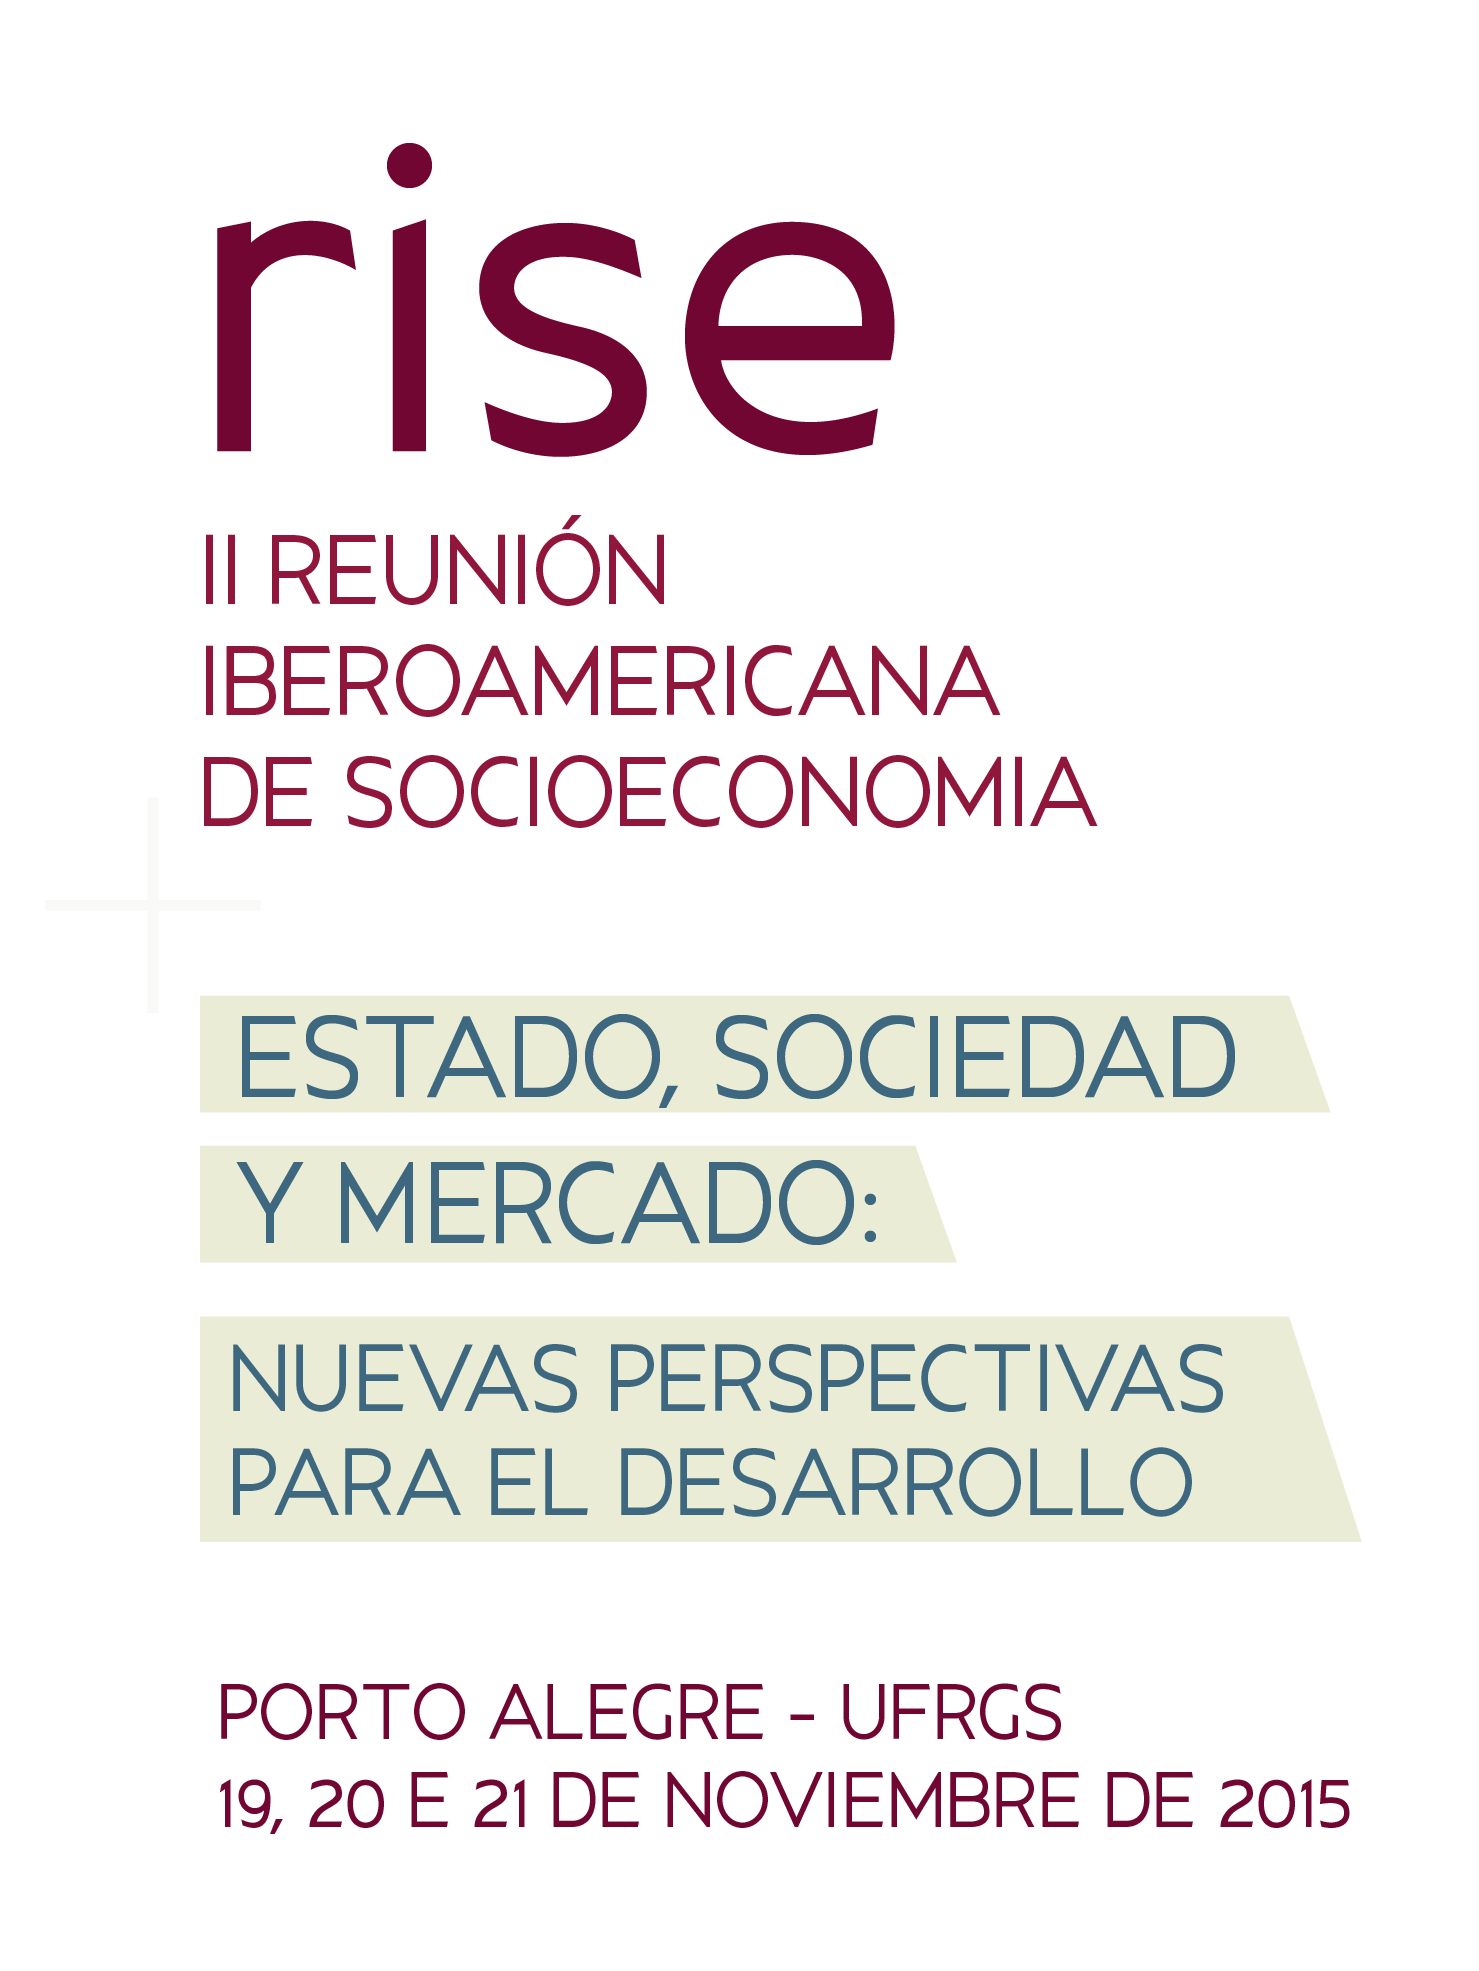 rise
II REUNIÓN
IBEROAMERICANA
DE SOCIOECONOMIA
ESTADO, SOCIEDAD
Y MERCADO:
NUEVAS PERSPECTIVAS
PARA EL DESARROLLO
PORTO ALEGRE - UFRGS
19, 20 E 21 DE NOVIEMBRE DE 2015